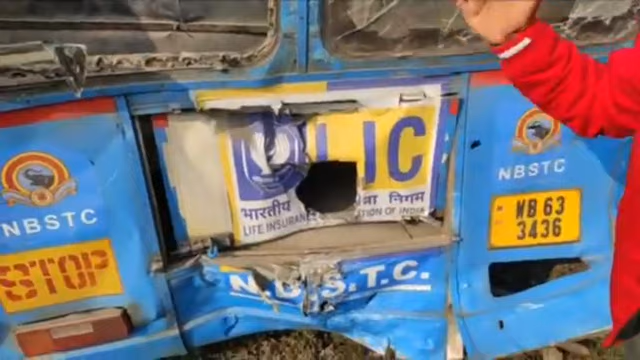 LIC
भारतीय
निगम
LIFE INSURANCE
TION OF INDIA
NBSTC
STOP
N.B.S.T.C.
NBSTC
WB 63
3436